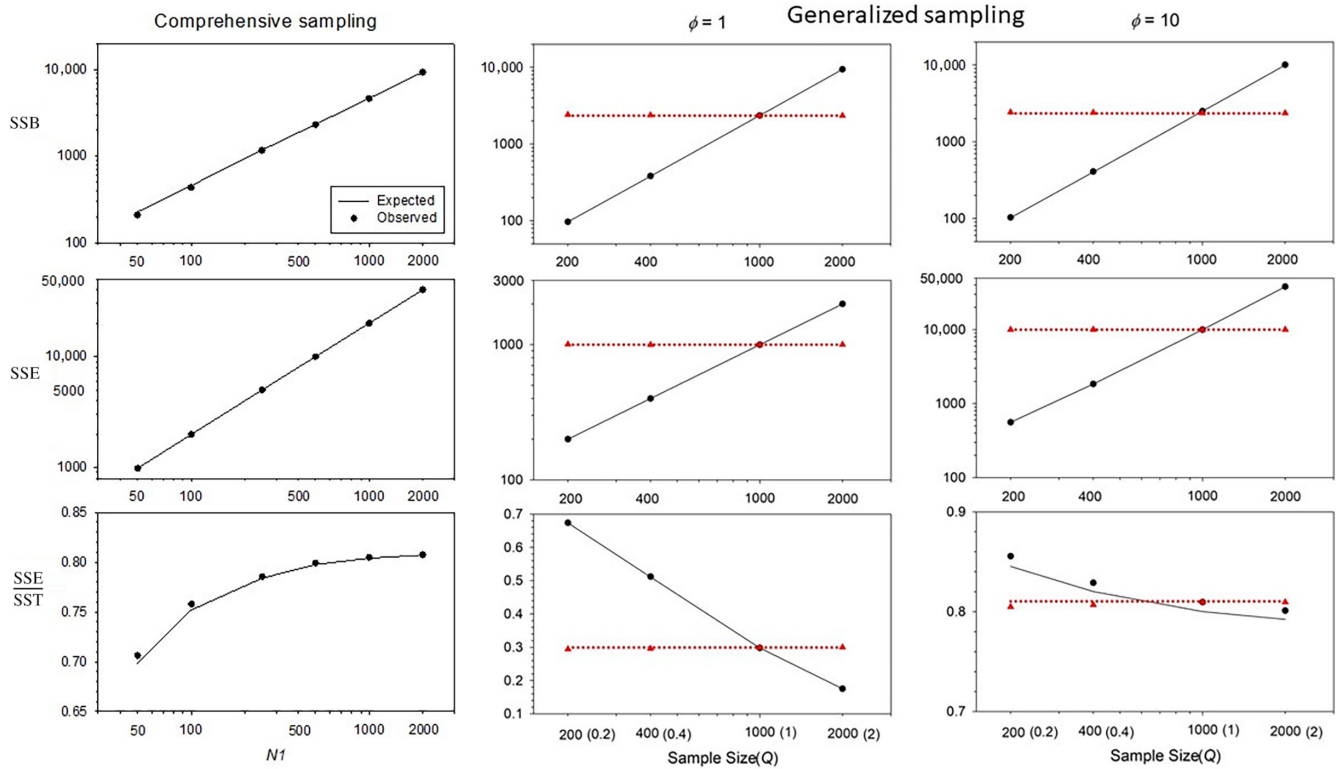 Comprehensive sampling
Generalized sampling
ϕ = 1
ϕ = 10
SSB
10,000
1000
100
50 100 500 1000 2000
Expected
Observed
10,000
1000
100
200 400 1000 2000
10,000
1000
100
200 400 1000 2000
SSE
50,000
10,000
5000
1000
50 100 500 1000 2000
3000
1000
100
200 400 1000 2000
50,000
10,000
1000
100
200 400 1000 2000
SSE
SST
0.85
0.80
0.75
0.70
0.65
50 100 500 1000 2000
N1
0.7
0.6
0.5
0.4
0.3
0.2
0.1
200 (0.2) 400 (0.4) 1000 (1) 2000 (2)
Sample Size(Q)
0.9
0.8
0.7
200 (0.2) 400 (0.4) 1000 (1) 2000 (2)
Sample Size(Q)